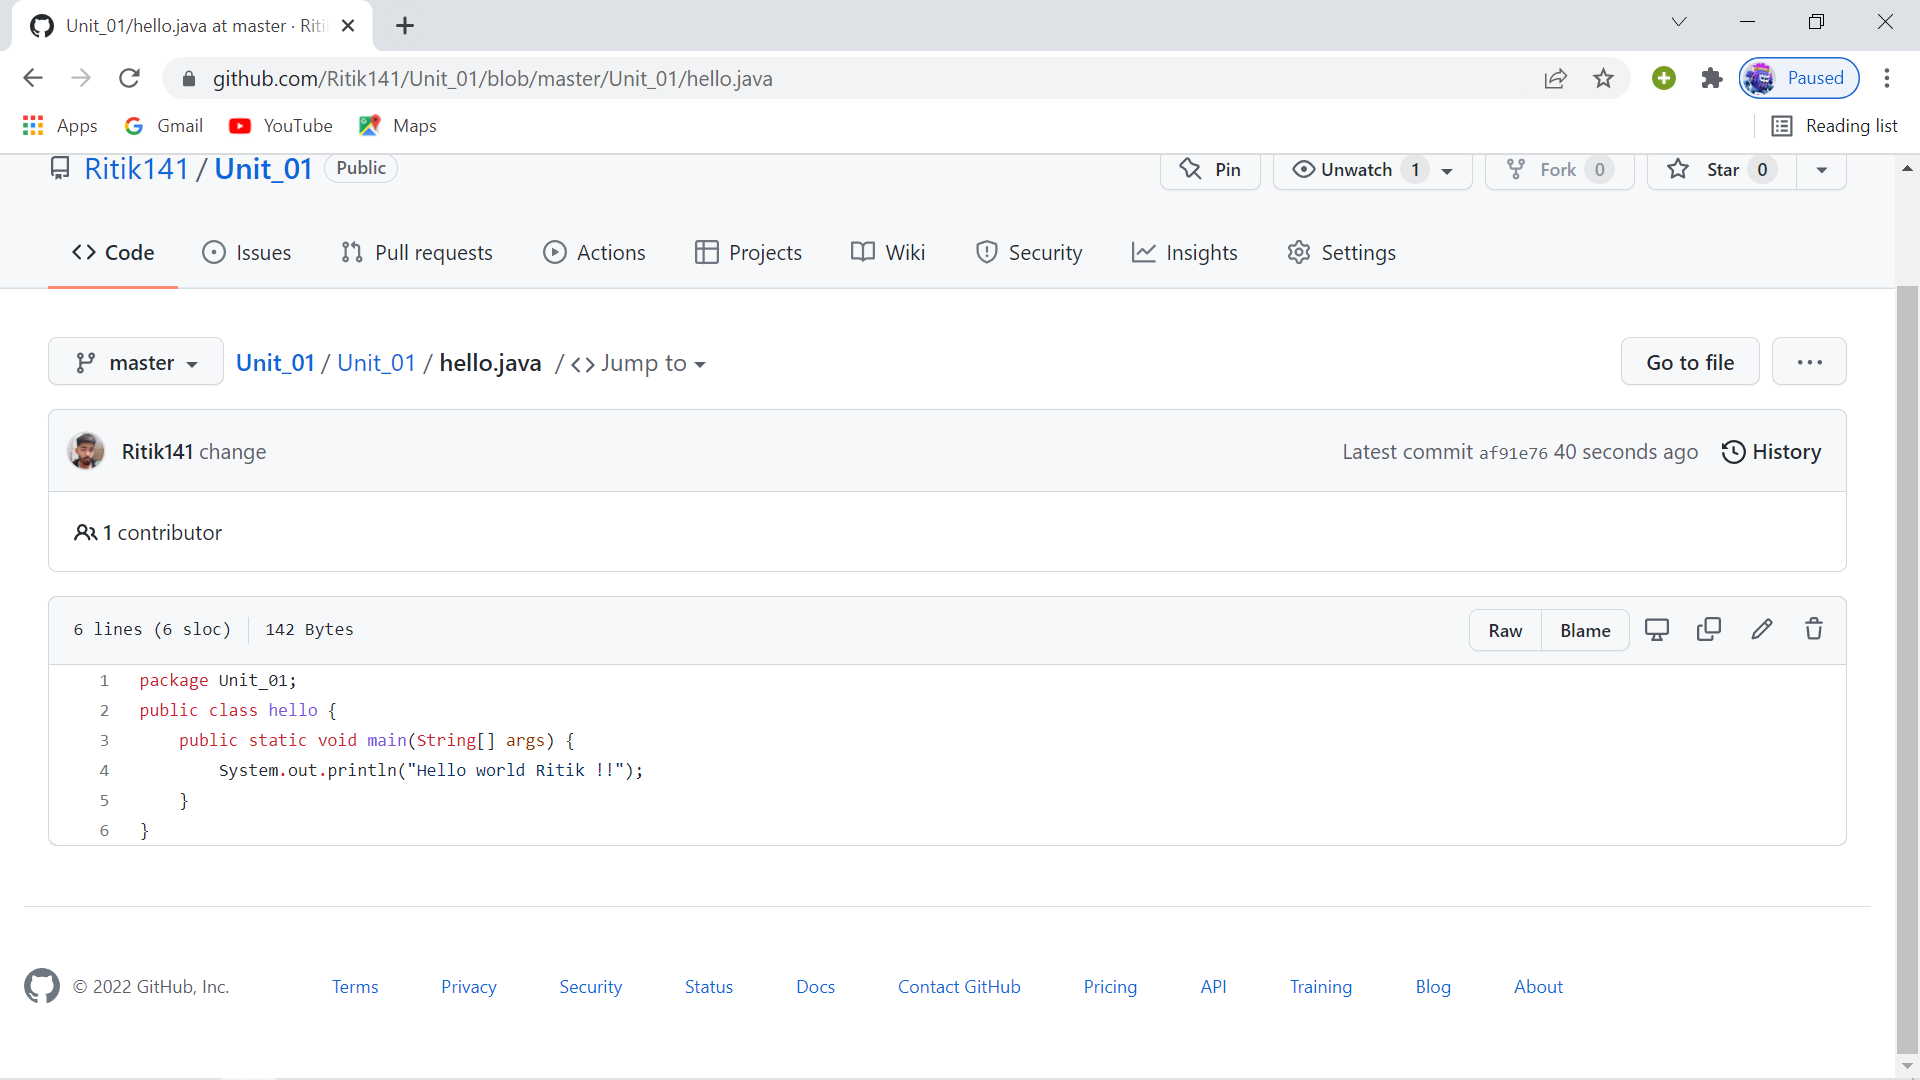 Unit_01/hello.java at master · Riti
github.com/Ritik141/Unit_01/blob/master/Unit_01/hello.java
Paused
Apps Gmail YouTube Maps Reading list
Ritik141 / Unit_01 Public Pin Unwatch 1 Fork 0 Star 0
Code Issues Pull requests Actions Projects Wiki Security Insights Settings
master Unit_01 / Unit_01 / hello.java / <> Jump to Go to file ...
Ritik141 change Latest commit af91e76 40 seconds ago History
1 contributor
6 lines (6 sloc) 142 Bytes Raw Blame
1 package Unit_01;
2 public class hello {
3     public static void main(String[] args) {
4         System.out.println("Hello world Ritik !!");
5     }
6 }
© 2022 GitHub, Inc. Terms Privacy Security Status Docs Contact GitHub Pricing API Training Blog About